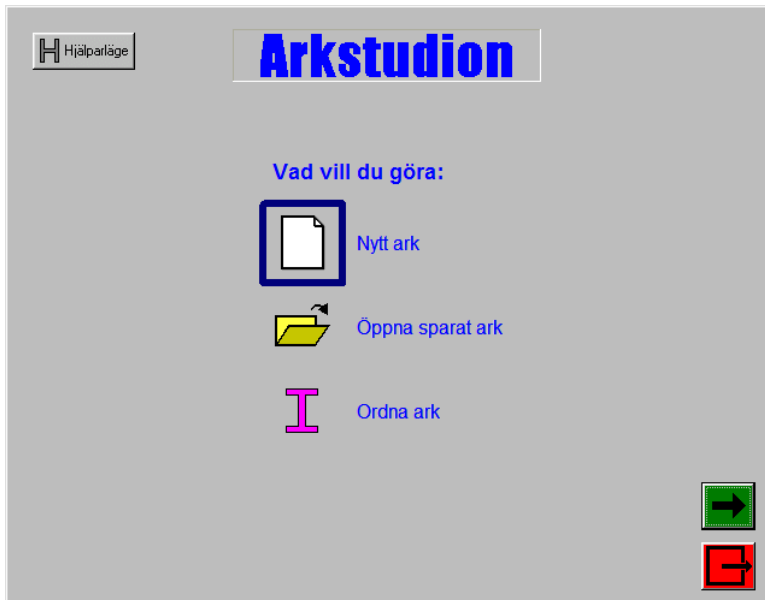 Hjälparläge
Arkstudion
Vad vill du göra:
Nytt ark
Öppna sparat ark
Ordna ark